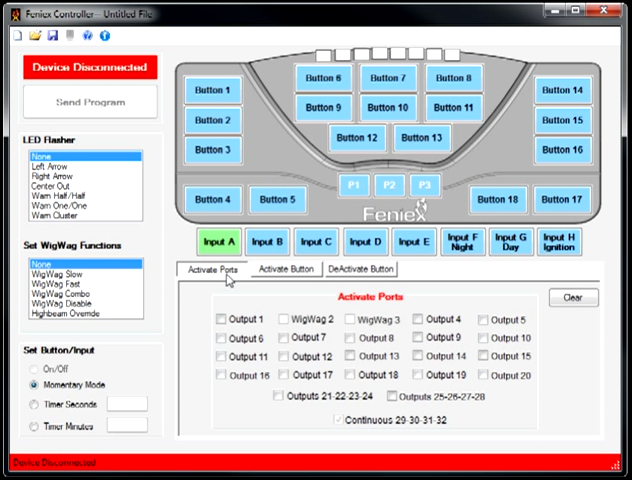 Feniex Controller-- Untitled File
Device Disconnected
Send Program
LED Flasher
None
Left Arrow
Right Arrow
Center Out
Warn Half/Half
Warn One/One
Warn Cluster
Set WigWag Functions
None
WigWag Slow
WigWag Fast
WigWag Combo
WigWag Disable
Highbeam Override
Set Button/Input
On/Off
Momentary Mode
Timer Seconds
Timer Minutes
Button 1
Button 2
Button 3
Button 6 Button 7 Button 8
Button 9 Button 10 Button 11
Button 12 Button 13
Button 14
Button 15
Button 16
P1 P2 P3
Button 4 Button 5
Button 18 Button 17
Feniex
Input A Input B Input C Input D Input E Input F Night Input G Day Input H Ignition
Activate Ports Activate Button DeActivate Button
Activate Ports
Clear
Output 1 WigWag 2 WigWag 3 Output 4 Output 5
Output 6 Output 7 Output 8 Output 9 Output 10
Output 11 Output 12 Output 13 Output 14 Output 15
Output 16 Output 17 Output 18 Output 19 Output 20
Outputs 21-22-23-24 Outputs 25-26-27-28
Continuous 29-30-31-32
Device Disconnected